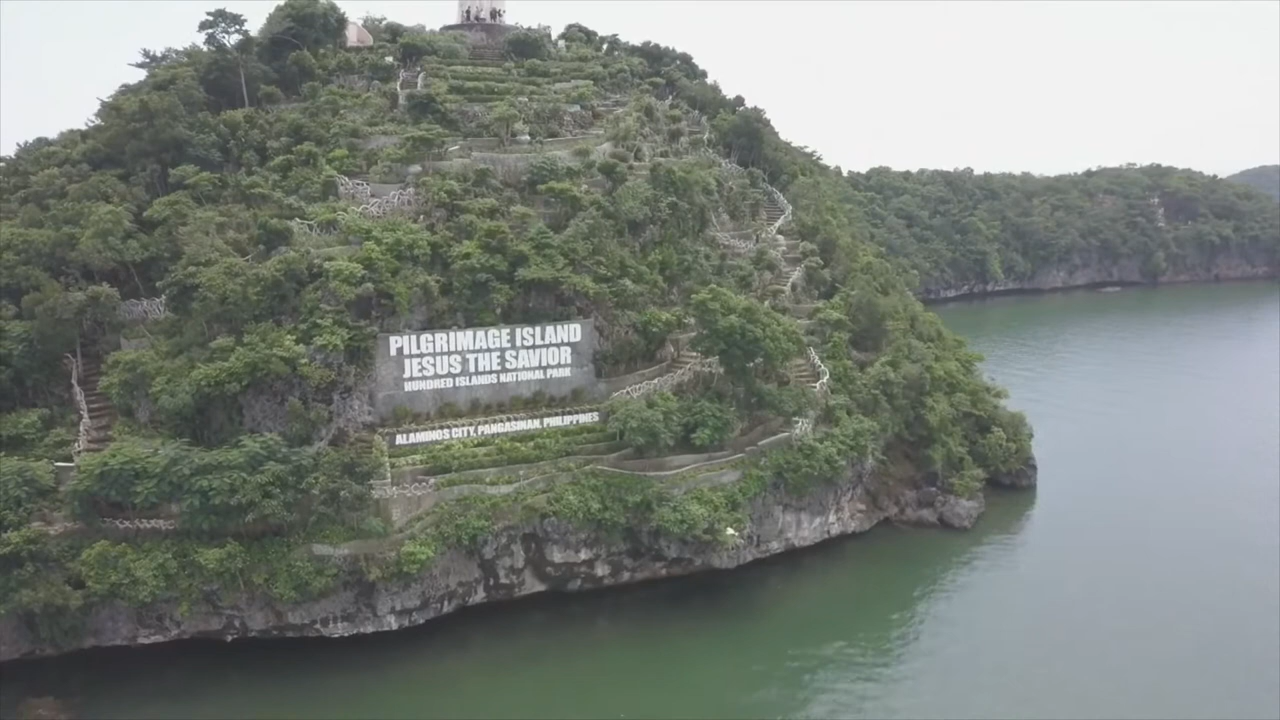 PILGRIMAGE ISLAND
JESUS THE SAVIOR
HUNDRED ISLANDS NATIONAL PARK
ALAMINOS CITY, PANGASINAN, PHILIPPINES